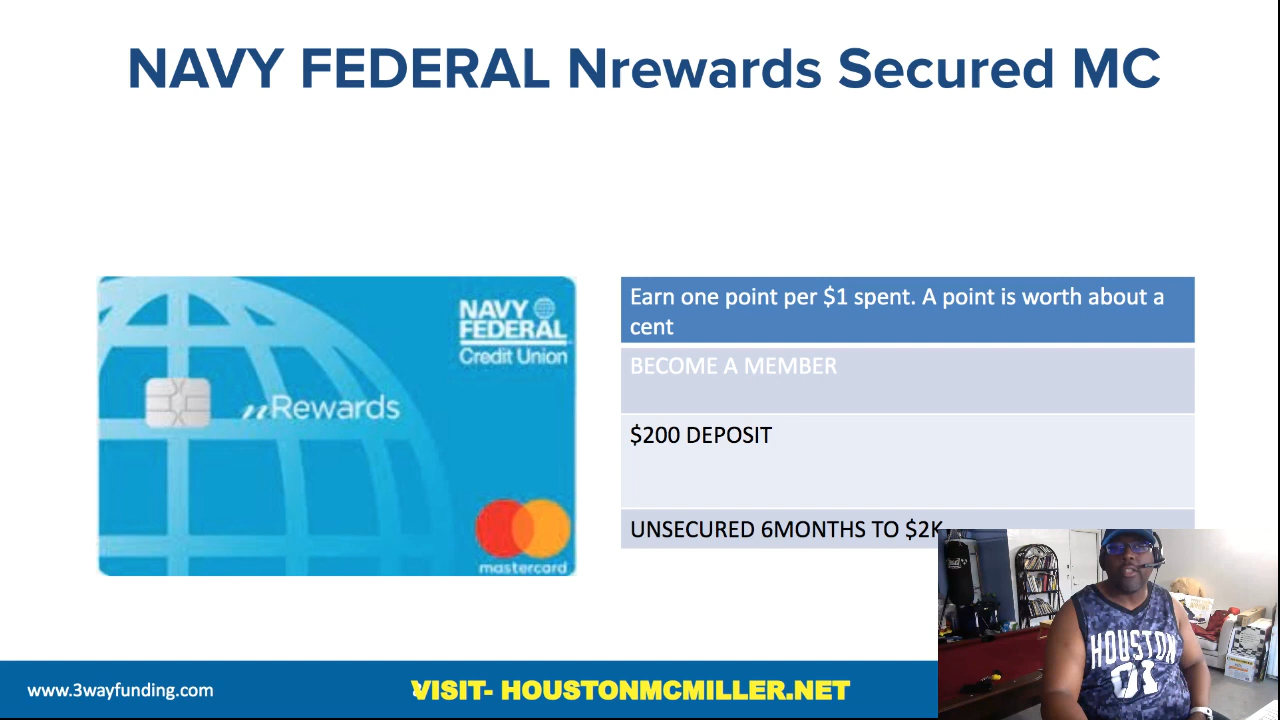 NAVY FEDERAL Nrewards Secured MC
NAVY
FEDERAL
Credit Union
nRewards
mastercard
Earn one point per $1 spent. A point is worth about a
cent
BECOME A MEMBER
$200 DEPOSIT
UNSECURED 6MONTHS TO $2K
HOUSTON
01
www.3wayfunding.com
VISIT- HOUSTONMCMILLER.NET